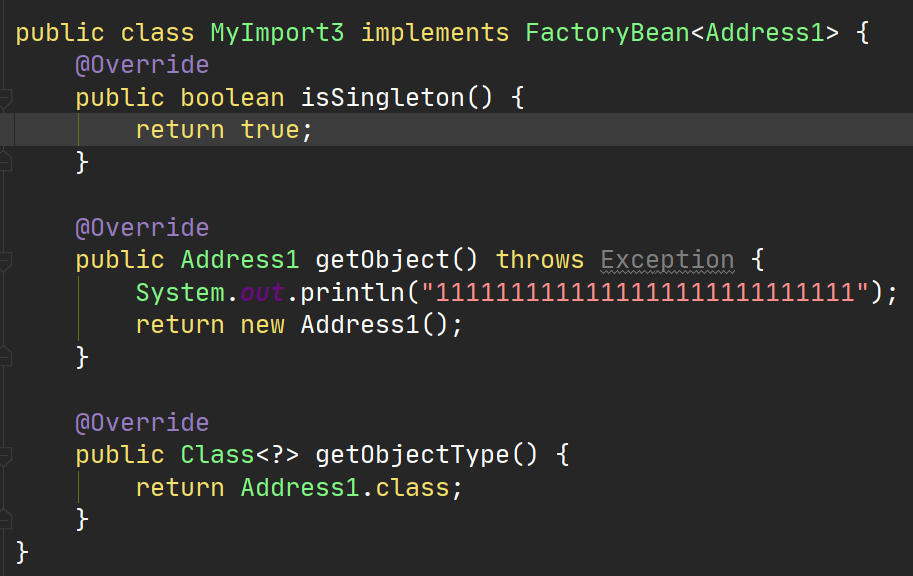 public class MyImport3 implements FactoryBean<Address1> {
@Override
public boolean isSingleton() {
return true;
}
@Override
public Address1 getObject() throws Exception {
System.out.println("1111111111111111111111111111");
return new Address1();
}
@Override
public Class<?> getObjectType() {
return Address1.class;
}
}